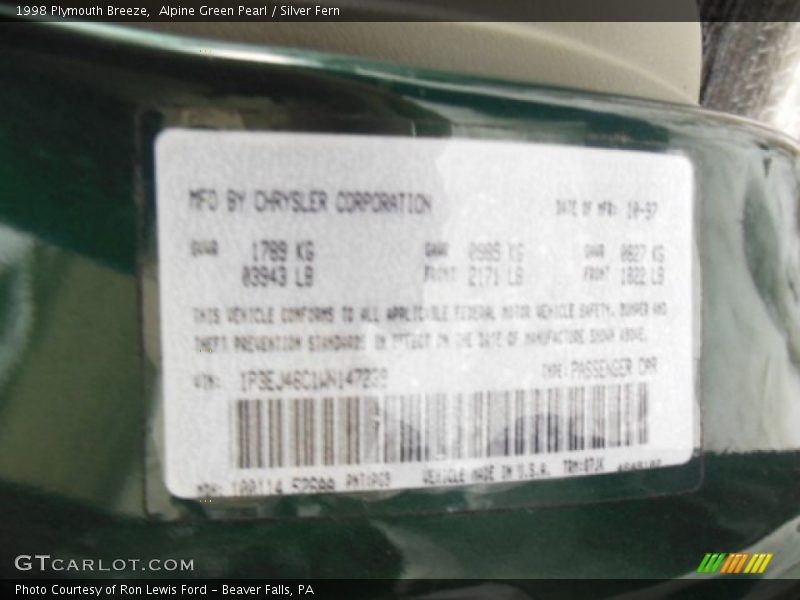 1998 Plymouth Breeze,  Alpine Green Pearl / Silver Fern
MFD BY CHRYSLER CORPORATION DATE OF MFR: 10-97
GVWR 1789 KG GAWR 0985 KG GAWR 0827 KG
03943 LB FRONT 2171 LB 1822 LB
THIS VEHICLE CONFORMS TO ALL APPLICABLE FEDERAL MOTOR VEHICLE SAFETY, BUMPER AND
THEFT PREVENTION STANDARDS IN EFFECT ON THE DATE OF MANUFACTURE SHOWN ABOVE.
VIN: TYPE: PASSENGER CAR
VEHICLE MADE IN U.S.A.
GTCARLOT.COM
Photo Courtesy of Ron Lewis Ford - Beaver Falls, PA